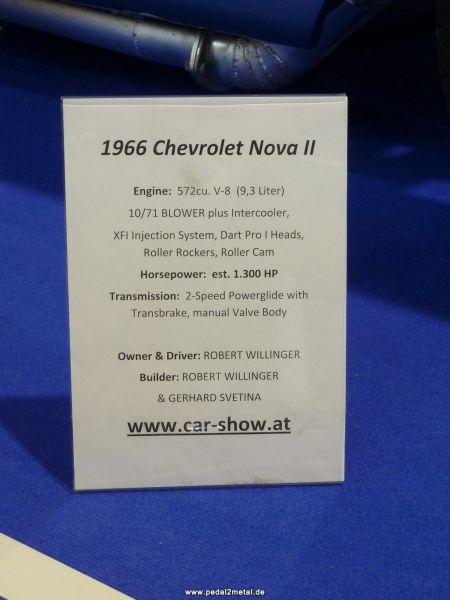 1966 Chevrolet Nova II
Engine: 572cu. V-8 (9,3 Liter)
10/71 BLOWER plus Intercooler,
XFI Injection System, Dart Pro I Heads,
Roller Rockers, Roller Cam
Horsepower: est. 1.300 HP
Transmission: 2-Speed Powerglide with
Transbrake, manual Valve Body
Owner & Driver: ROBERT WILLINGER
Builder: ROBERT WILLINGER
& GERHARD SVETINA
www.car-show.at
www.pedal2metal.de